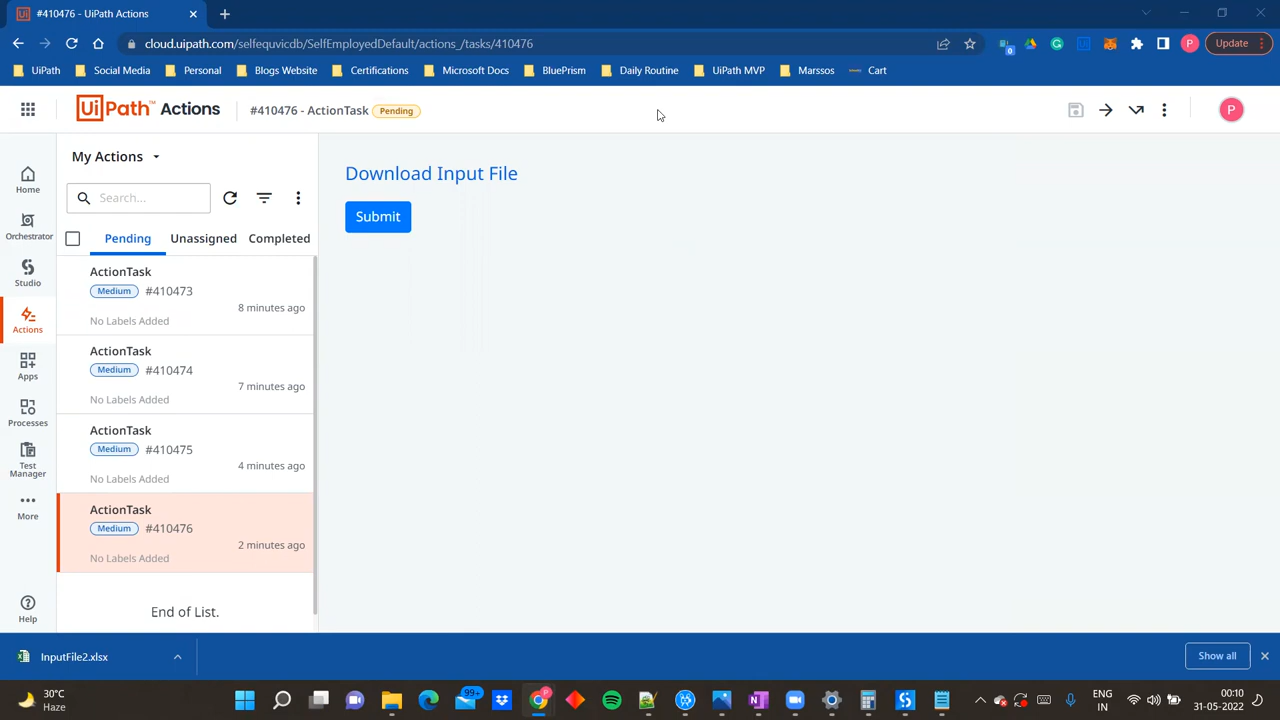 #410476 - UiPath Actions
cloud.uipath.com/selfequvicdb/SelfEmployedDefault/actions_/tasks/410476
0
P
Update
UiPath
Social Media
Personal
Blogs Website
Certifications
Microsoft Docs
BluePrism
Daily Routine
UiPath MVP
Marssos
Cart
UiPath™ Actions
#410476 - ActionTask
Pending
P
Home
Orchestrator
Studio
Actions
Apps
Processes
Test
Manager
More
Help
My Actions
Search...
Pending
Unassigned
Completed
ActionTask
Medium
#410473
8 minutes ago
No Labels Added
ActionTask
Medium
#410474
7 minutes ago
No Labels Added
ActionTask
Medium
#410475
4 minutes ago
No Labels Added
ActionTask
Medium
#410476
2 minutes ago
No Labels Added
End of List.
Download Input File
Submit
InputFile2.xlsx
Show all
30°C
Haze
99+
P
ENG
IN
00:10
31-05-2022